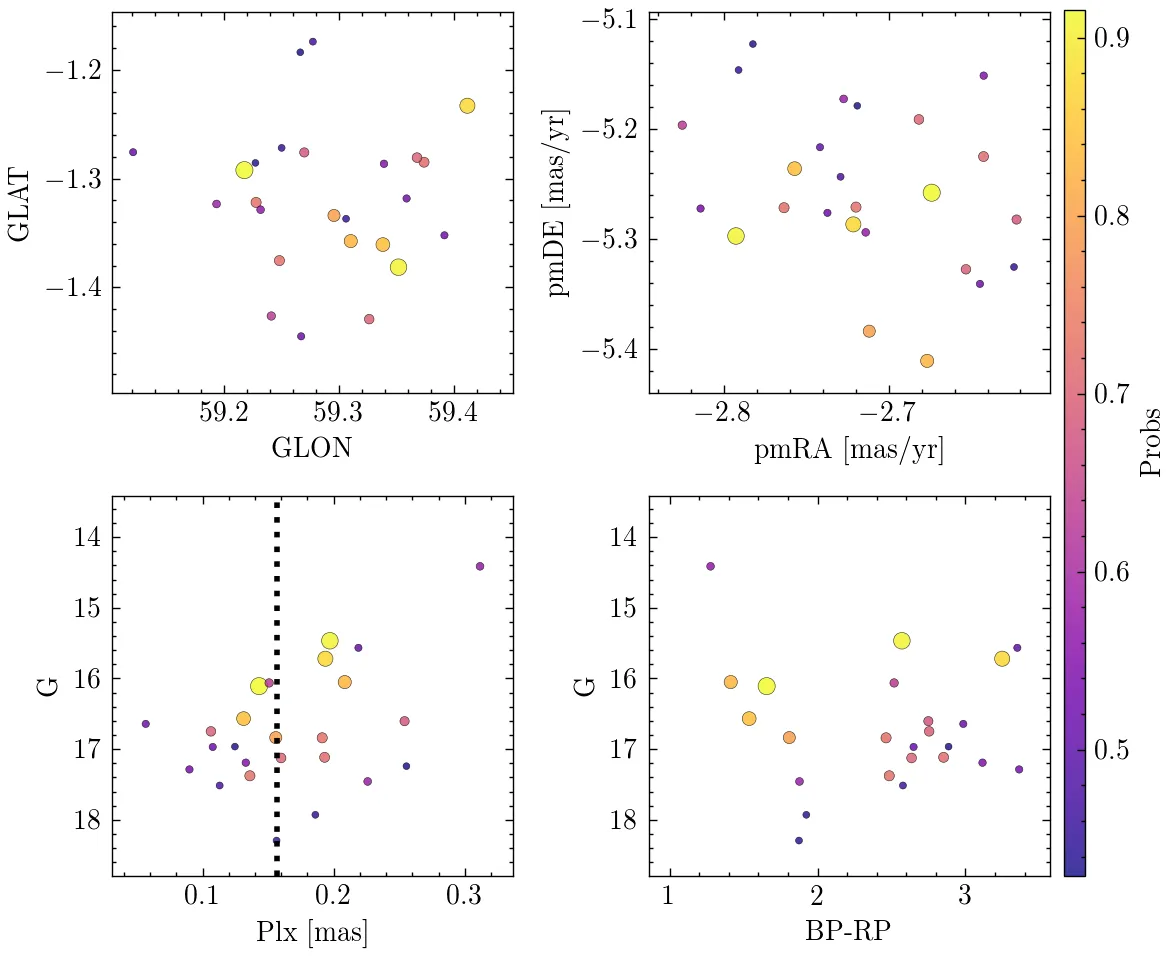 −1.2
−1.3
−1.4
GLAT
59.2 59.3 59.4
GLON
−5.1
−5.2
−5.3
−5.4
pmDE [mas/yr]
−2.8 −2.7
pmRA [mas/yr]
14
15
16
17
18
G
0.1 0.2 0.3
Plx [mas]
14
15
16
17
18
G
1 2 3
BP-RP
0.9
0.8
0.7
0.6
0.5
Probs